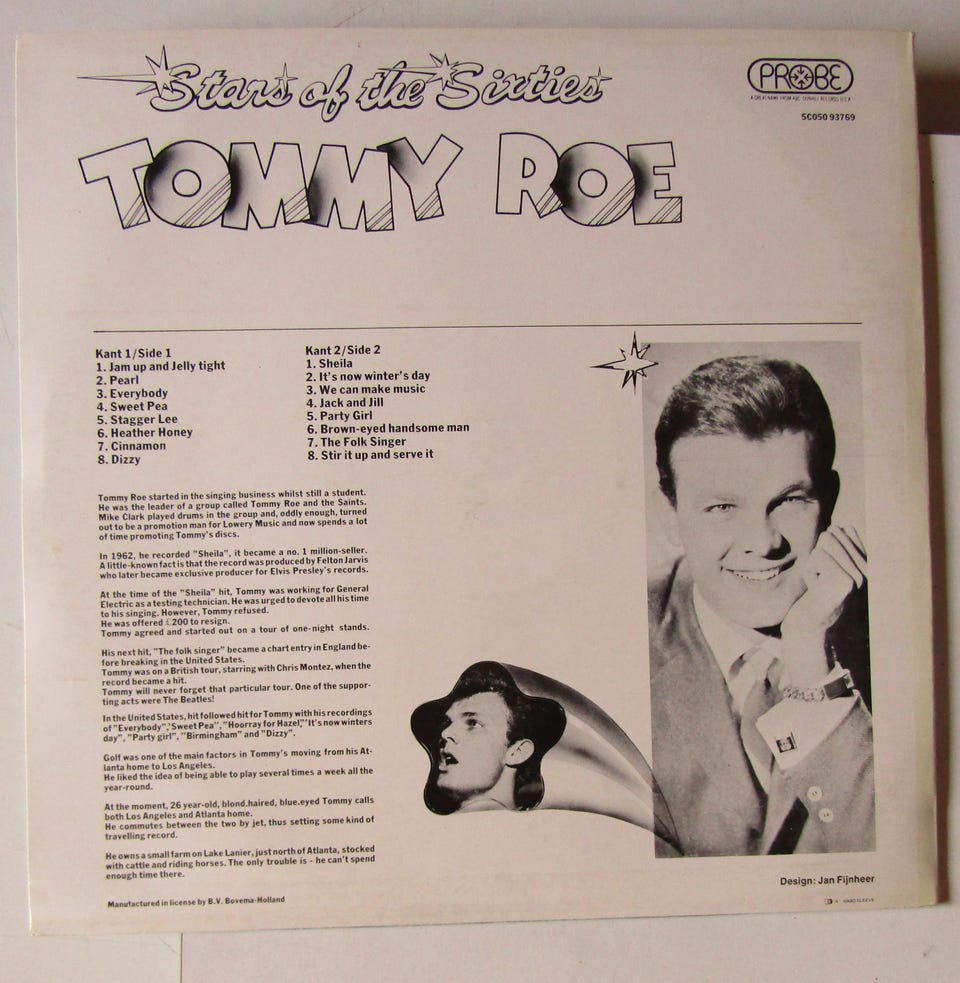 Stars of the Sixties
PROBE
A GREAT NAME FROM ABC DUNHILL RECORDS U.S.A
5C050 93769
TOMMY ROE
Kant 1/Side 1
1. Jam up and Jelly tight
2. Pearl
3. Everybody
4. Sweet Pea
5. Stagger Lee
6. Heather Honey
7. Cinnamon
8. Dizzy
Kant 2/Side 2
1. Sheila
2. It's now winter's day
3. We can make music
4. Jack and Jill
5. Party Girl
6. Brown-eyed handsome man
7. The Folk Singer
8. Stir it up and serve it
Tommy Roe started in the singing business whilst still a student.
He was the leader of a group called Tommy Roe and the Saints.
Mike Clark played drums in the group and, oddly enough, turned
out to be a promotion man for Lowery Music and now spends a lot
of time promoting Tommy's discs.
In 1962, he recorded "Sheila", it became a no. 1 million-seller.
A little-known fact is that the record was produced by Felton Jarvis
who later became exclusive producer for Elvis Presley's records.
At the time of the "Sheila" hit, Tommy was working for General
Electric as a testing technician. He was urged to devote all his time
to his singing. However, Tommy refused.
He was offered £200 to resign.
Tommy agreed and started out on a tour of one-night stands.
His next hit, "The folk singer" became a chart entry in England be-
fore breaking in the United States.
Tommy was on a British tour, starring with Chris Montez, when the
record became a hit.
Tommy will never forget that particular tour. One of the suppor-
ting acts were The Beatles!
In the United States, hit followed hit for Tommy with his recordings
of "Everybody","Sweet Pea", "Hoorray for Hazel","It's now winters
day", "Party girl", "Birmingham" and "Dizzy".
Golf was one of the main factors in Tommy's moving from his At-
lanta home to Los Angeles.
He liked the idea of being able to play several times a week all the
year-round.
At the moment, 26 year-old, blond.haired, blue.eyed Tommy calls
both Los Angeles and Atlanta home.
He commutes between the two by jet, thus setting some kind of
travelling record.
He owns a small farm on Lake Lanier, just north of Atlanta, stocked
with cattle and riding horses. The only trouble is - he can't spend
enough time there.
Manufactured in license by B.V. Bovema-Holland
Design: Jan Fijnheer